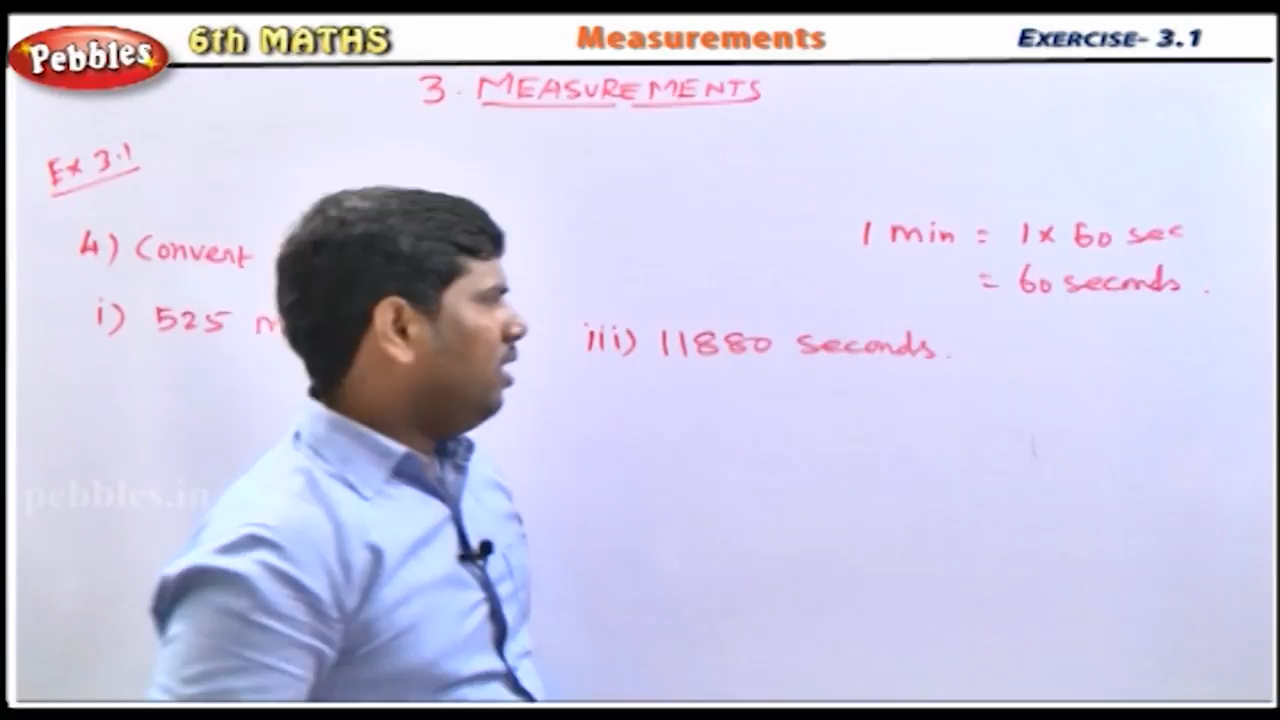 Pebbles
6th MATHS
Measurements
EXERCISE- 3.1
3. MEASUREMENTS
Ex 3.1
4) Convert
i) 525
1 min = 1 x 60 sec
= 60 seconds.
iii) 11880 seconds.
pebbles.in